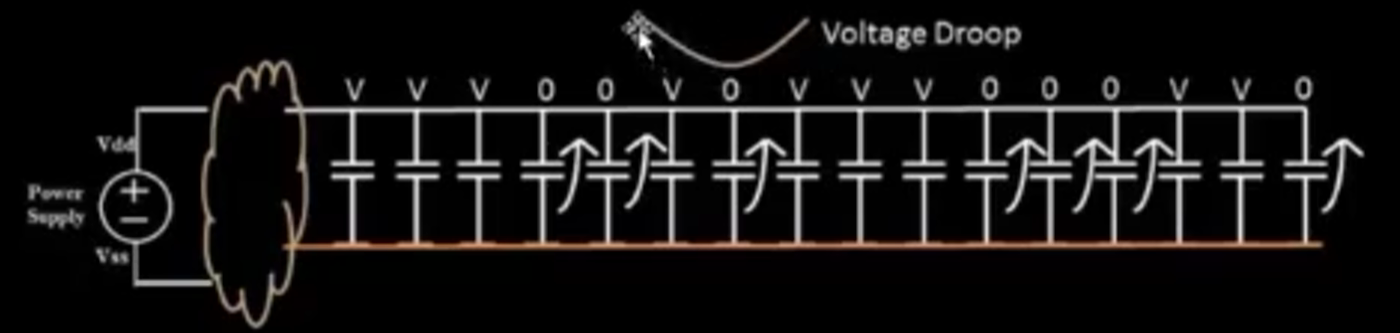 Voltage Droop
V V V 0 0 V 0 V V V 0 0 0 V V 0
Vdd
Power
Supply
Vss